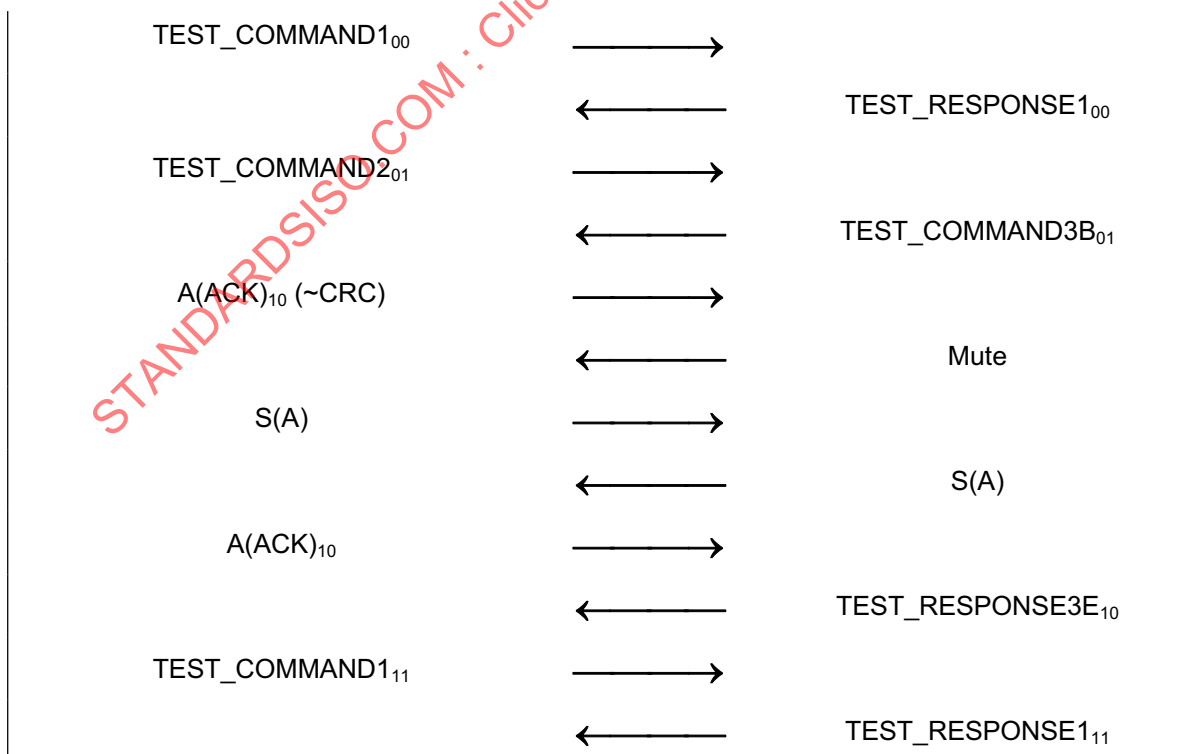 TEST_COMMAND1₀₀
TEST_RESPONSE1₀₀
TEST_COMMAND2₀₁
TEST_COMMAND3B₀₁
A(ACK)₁₀ (~CRC)
Mute
S(A)
S(A)
A(ACK)₁₀
TEST_RESPONSE3E₁₀
TEST_COMMAND1₁₁
TEST_RESPONSE1₁₁
STANDARDSISO.COM : Clic